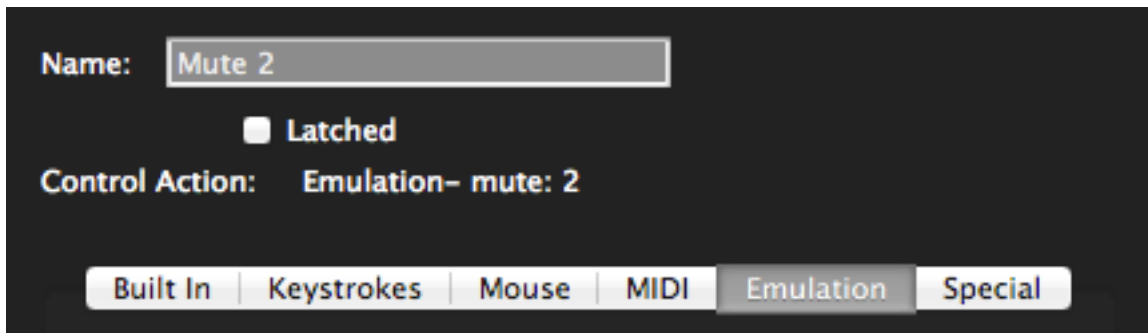 Name: Mute 2
Latched
Control Action: Emulation– mute: 2
Built In Keystrokes Mouse MIDI Emulation Special